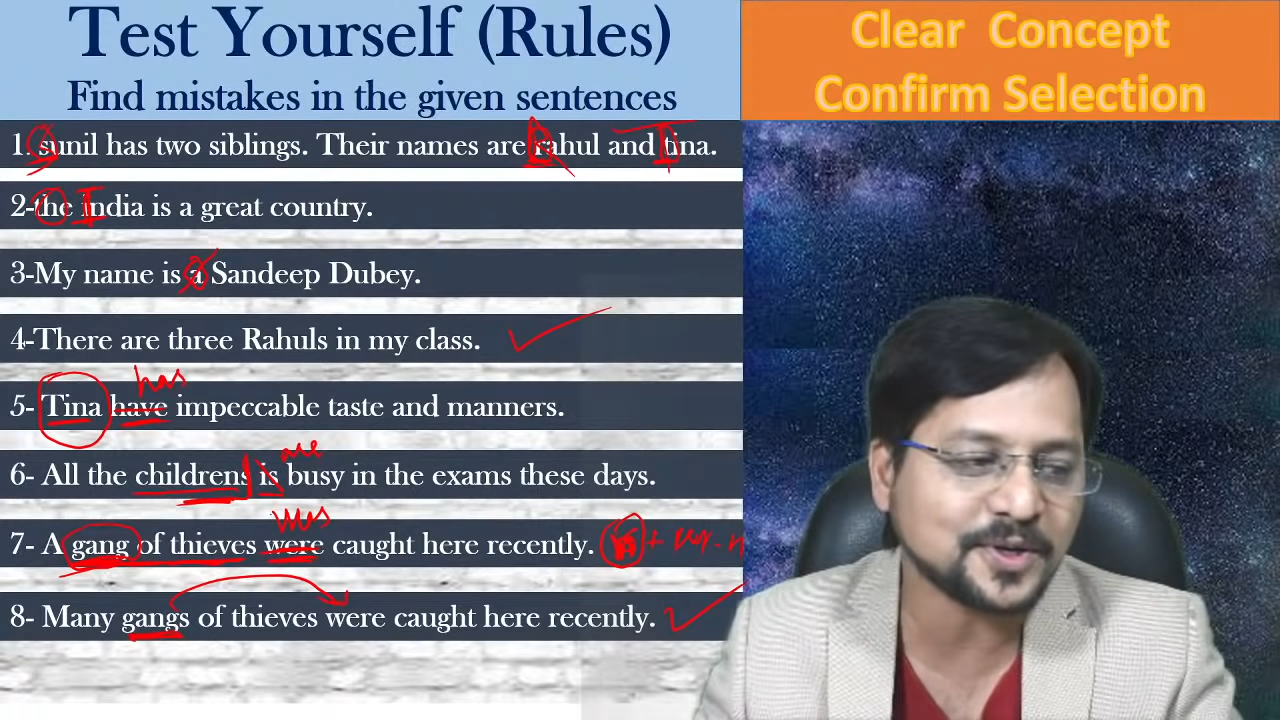 Test Yourself (Rules)
Find mistakes in the given sentences
Clear Concept
Confirm Selection
1. sunil has two siblings. Their names are rahul and tina.
S R T
2-the india is a great country.
I
3-My name is a Sandeep Dubey.
4-There are three Rahuls in my class.
has
5- Tina have impeccable taste and manners.
are
6- All the childrens is busy in the exams these days.
was
7- A gang of thieves were caught here recently.
8- Many gangs of thieves were caught here recently.